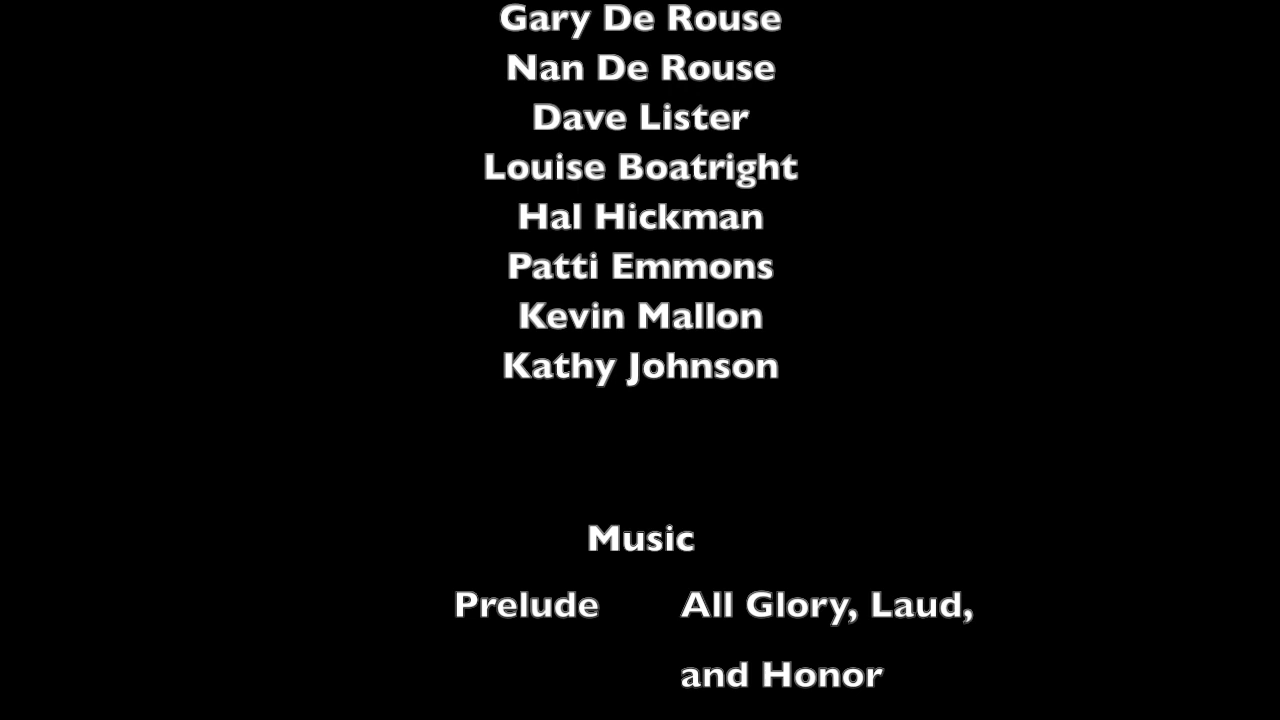 Gary De Rouse
Nan De Rouse
Dave Lister
Louise Boatright
Hal Hickman
Patti Emmons
Kevin Mallon
Kathy Johnson
Music
Prelude All Glory, Laud,
and Honor